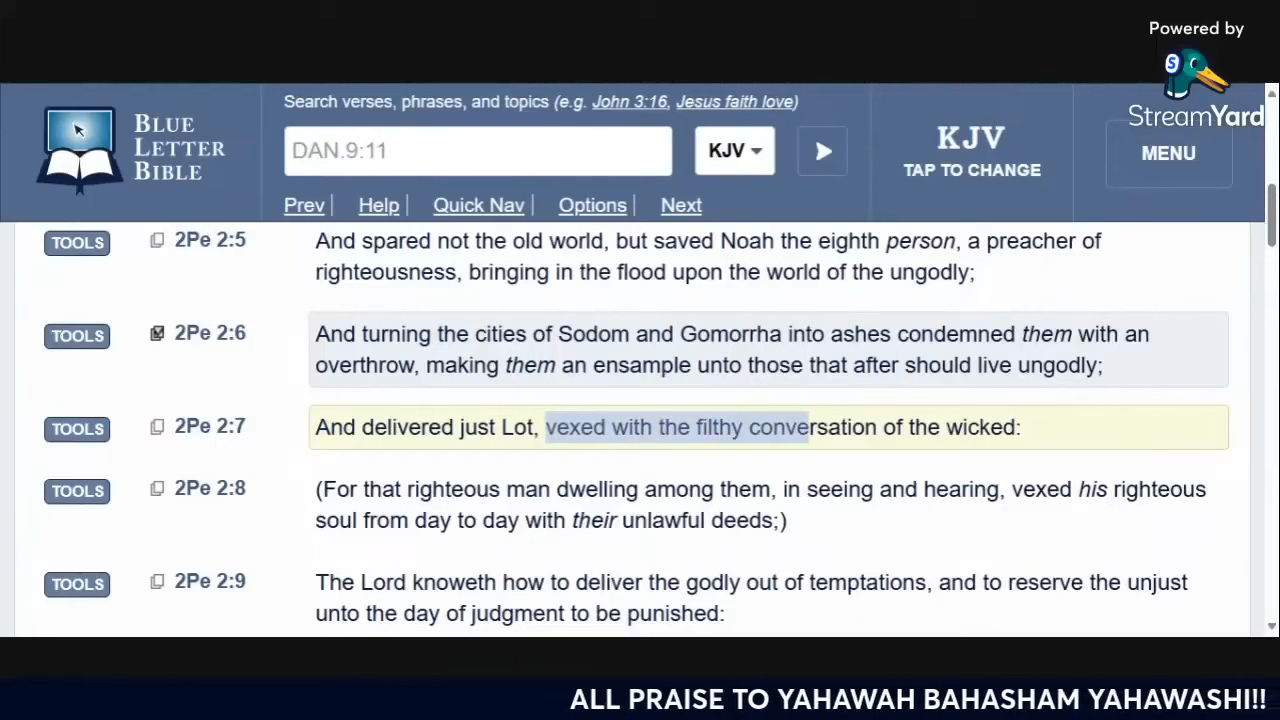 Powered by
StreamYard
BLUE
LETTER
BIBLE
Search verses, phrases, and topics (e.g. John 3:16, Jesus faith love)
DAN.9:11
KJV
KJV
TAP TO CHANGE
MENU
Prev | Help | Quick Nav | Options | Next
TOOLS 2Pe 2:5 And spared not the old world, but saved Noah the eighth person, a preacher of
righteousness, bringing in the flood upon the world of the ungodly;
TOOLS 2Pe 2:6 And turning the cities of Sodom and Gomorrha into ashes condemned them with an
overthrow, making them an ensample unto those that after should live ungodly;
TOOLS 2Pe 2:7 And delivered just Lot, vexed with the filthy conversation of the wicked:
TOOLS 2Pe 2:8 (For that righteous man dwelling among them, in seeing and hearing, vexed his righteous
soul from day to day with their unlawful deeds;)
TOOLS 2Pe 2:9 The Lord knoweth how to deliver the godly out of temptations, and to reserve the unjust
unto the day of judgment to be punished:
ALL PRAISE TO YAHAWAH BAHASHAM YAHAWASHI!!